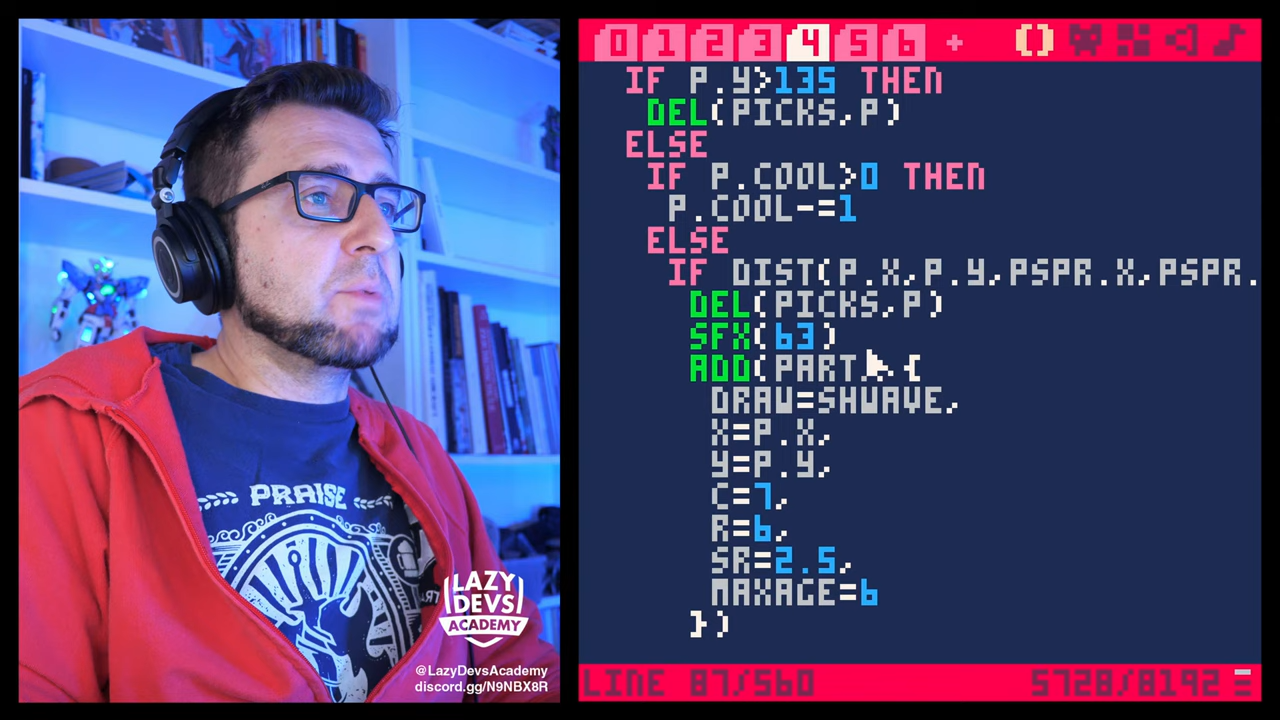 PRAISE
LAZY
DEVS
ACADEMY
@LazyDevsAcademy
discord.gg/N9NBX8R
0 1 2 3 4 5 6 + ()
IF P.Y>135 THEN
DEL(PICKS,P)
ELSE
IF P.COOL>0 THEN
P.COOL-=1
ELSE
IF DIST(P.X,P.Y,PSPR.X,PSPR.
DEL(PICKS,P)
SFX(63)
ADD(PART,{
DRAW=SHWAVE,
X=P.X,
Y=P.Y,
C=7,
R=6,
SR=2.5,
MAXAGE=6
})
LINE 87/560
5728/8192